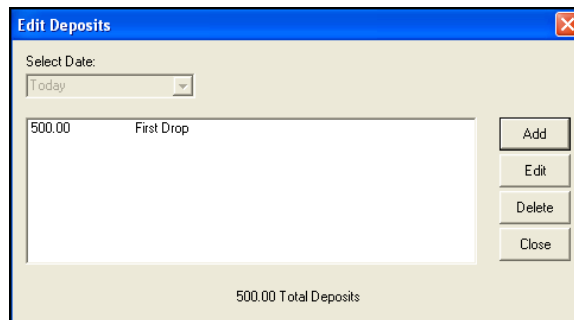 Edit Deposits
Select Date:
Today
500.00 First Drop
Add
Edit
Delete
Close
500.00 Total Deposits